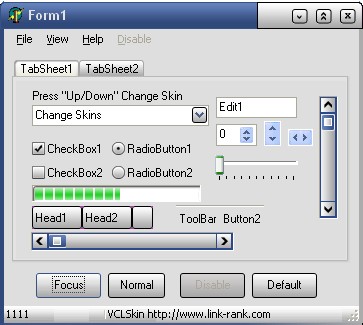 Form1
File View Help Disable
TabSheet1 TabSheet2
Press "Up/Down" Change Skin
Change Skins
Edit1
0
CheckBox1 RadioButton1
CheckBox2 RadioButton2
Head1 Head2
ToolBar Button2
Focus Normal Disable Default
1111 VCLSkin http://www.link-rank.com